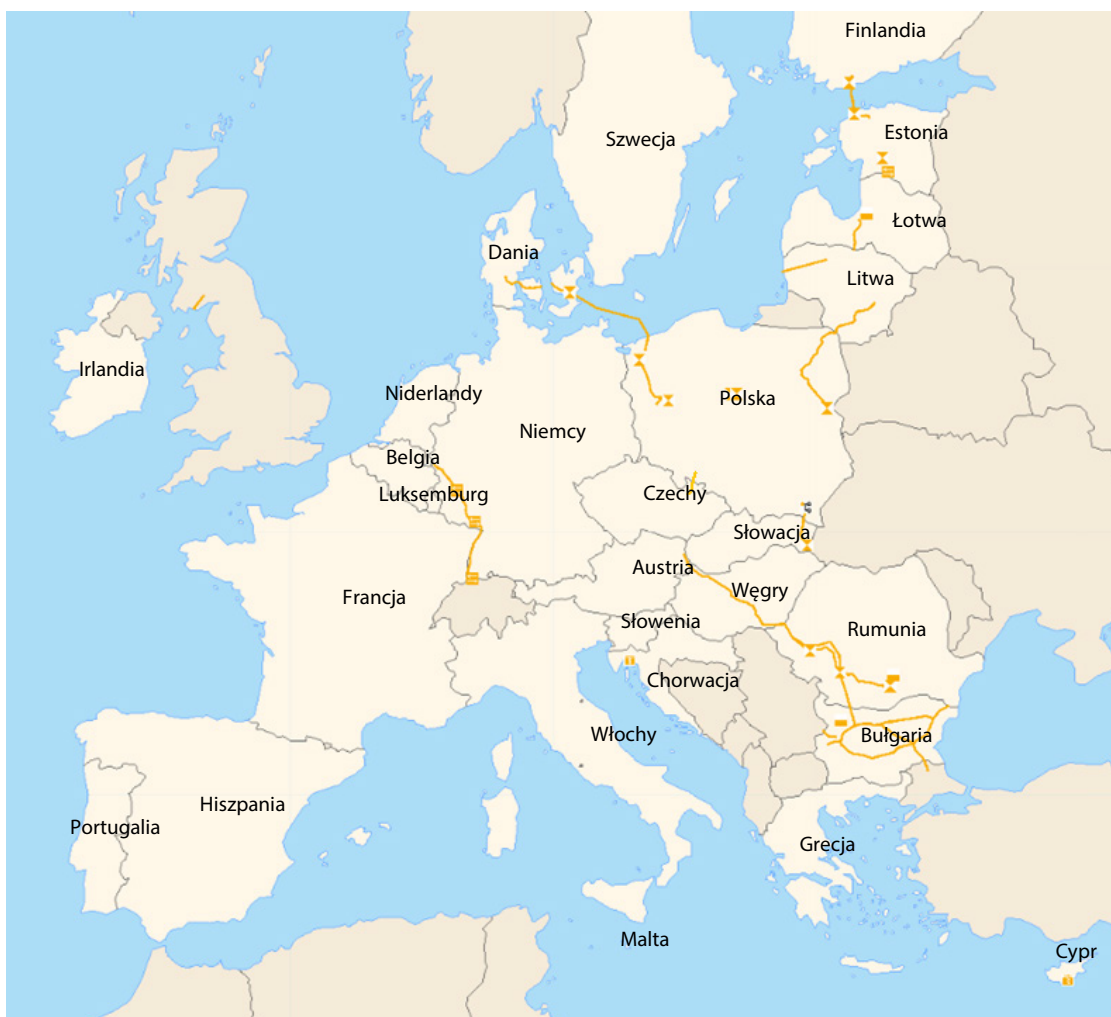 Finlandia
Szwecja
Estonia
Łotwa
Dania
Litwa
Irlandia
Niderlandy
Polska
Niemcy
Belgia
Luksemburg
Czechy
Słowacja
Austria
Węgry
Francja
Słowenia
Rumunia
Chorwacja
Włochy
Bułgaria
Hiszpania
Portugalia
Grecja
Malta
Cypr